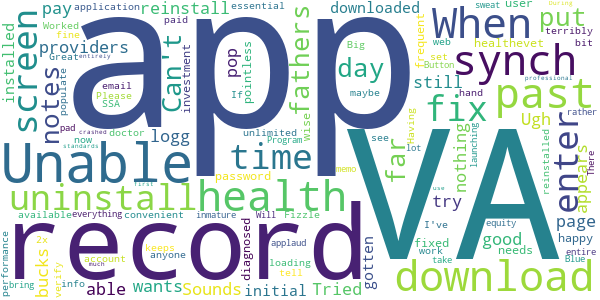 app
VA
record
Unable
health
download
uninstall
synch
past
When
fix
enter
time
day
screen
notes
Can't
fathers
far
put
reinstall
providers
pay
logg
pop
still
good
page
try
nothing
appears
Ugh
bucks
able
wants
Sounds
Tried
initial
gotten
diagnosed
downloaded
application
installed
Worked
Great
fine
essential
paid
investment
pointless
If
Big
maybe
wise
frequent
web
set
Button
healthevet
user
terribly
bit
sweat
During
email
Please
SSA
populate
pad
now
crashed
standards
entirely
doctor
password
unlimited
Program
hand
see
Having
lot
launching
reinstalled
There
rather
professional
available
everything
convenient
inmature
Will
Fizzle
applaud
memo
I've
fixed
work
take
equity
needs
happy
entire
Blue
use
performance
2x
verify
account
info
bring
much
first
keeps
anyone
loading
tell